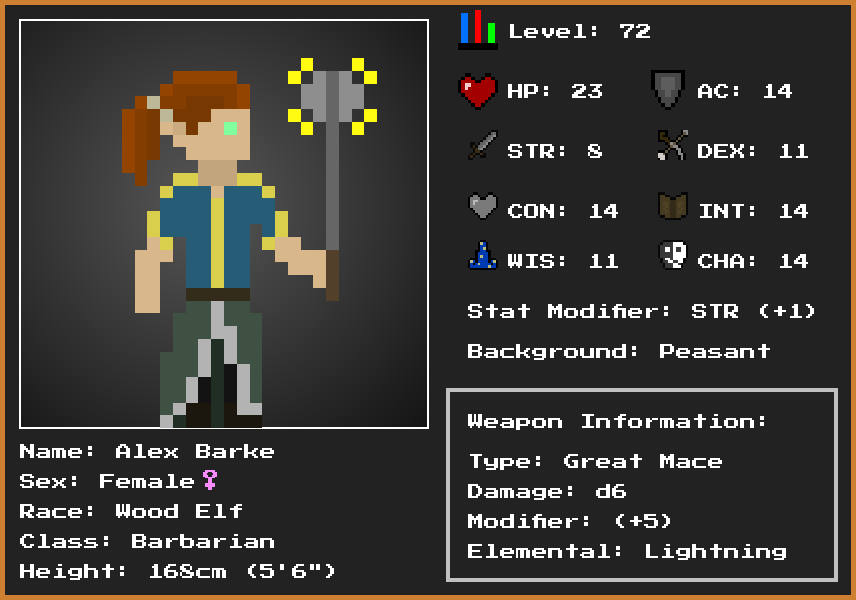 Level: 72
HP: 23 AC: 14
STR: 8 DEX: 11
CON: 14 INT: 14
WIS: 11 CHA: 14
Stat Modifier: STR (+1)
Background: Peasant
Name: Alex Barke
Sex: Female♀
Race: Wood Elf
Class: Barbarian
Height: 168cm (5'6")
Weapon Information:
Type: Great Mace
Damage: d6
Modifier: (+5)
Elemental: Lightning